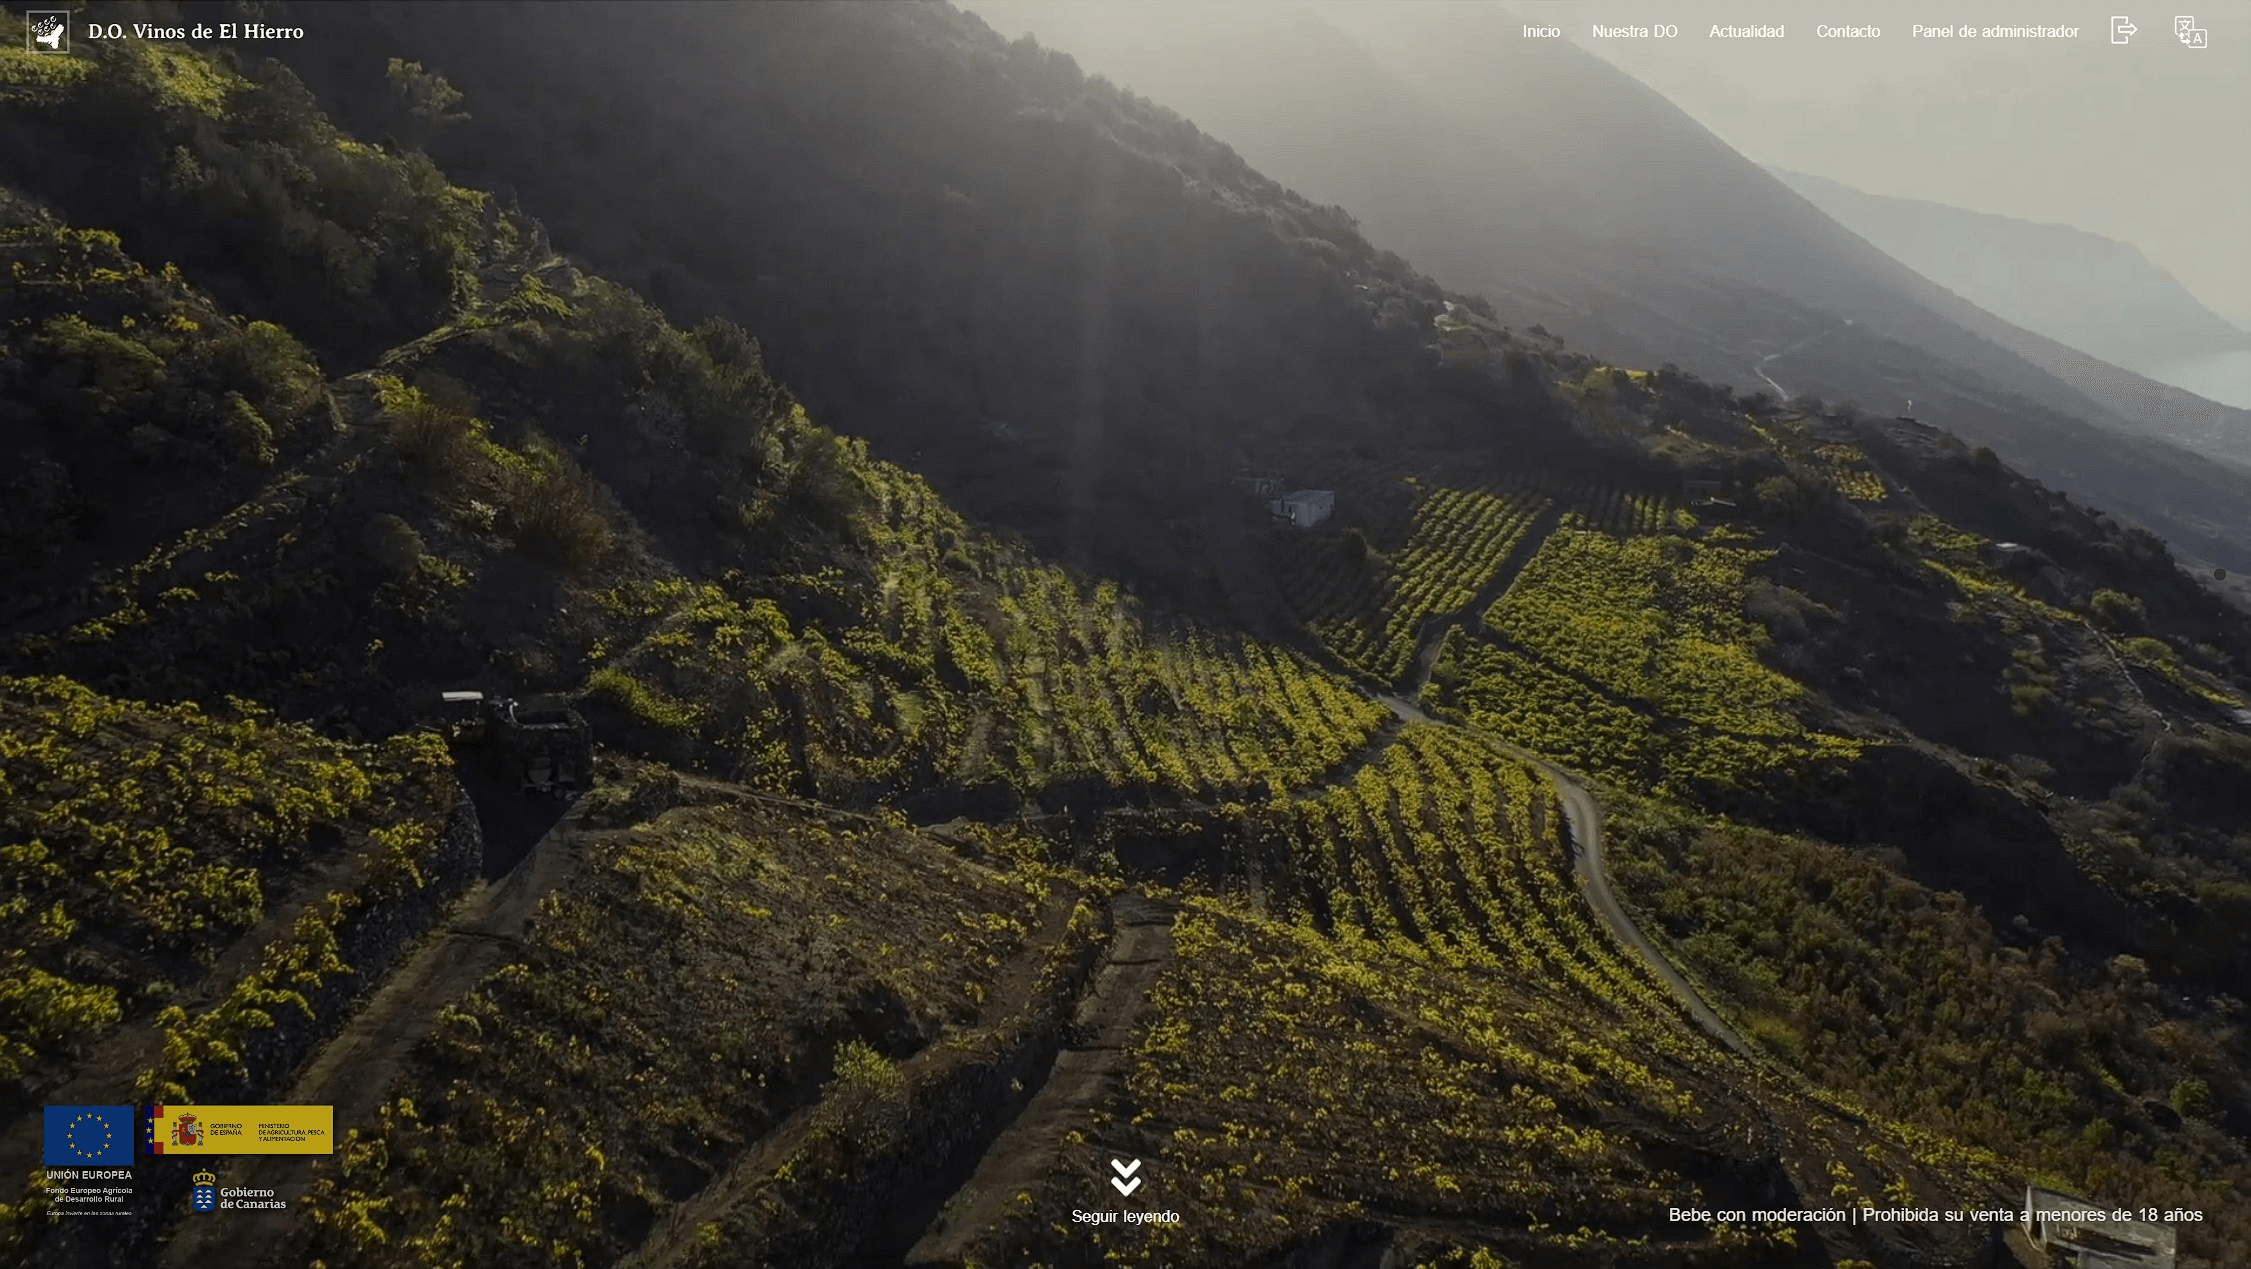 D.O. Vinos de El Hierro
Inicio Nuestra DO Actualidad Contacto Panel de administrador
文
A
GOBIERNO
DE ESPAÑA
MINISTERIO
DE AGRICULTURA, PESCA
Y ALIMENTACIÓN
UNIÓN EUROPEA
Fondo Europeo Agrícola
de Desarrollo Rural
Europa invierte en las zonas rurales
Gobierno
de Canarias
Seguir leyendo
Bebe con moderación | Prohibida su venta a menores de 18 años